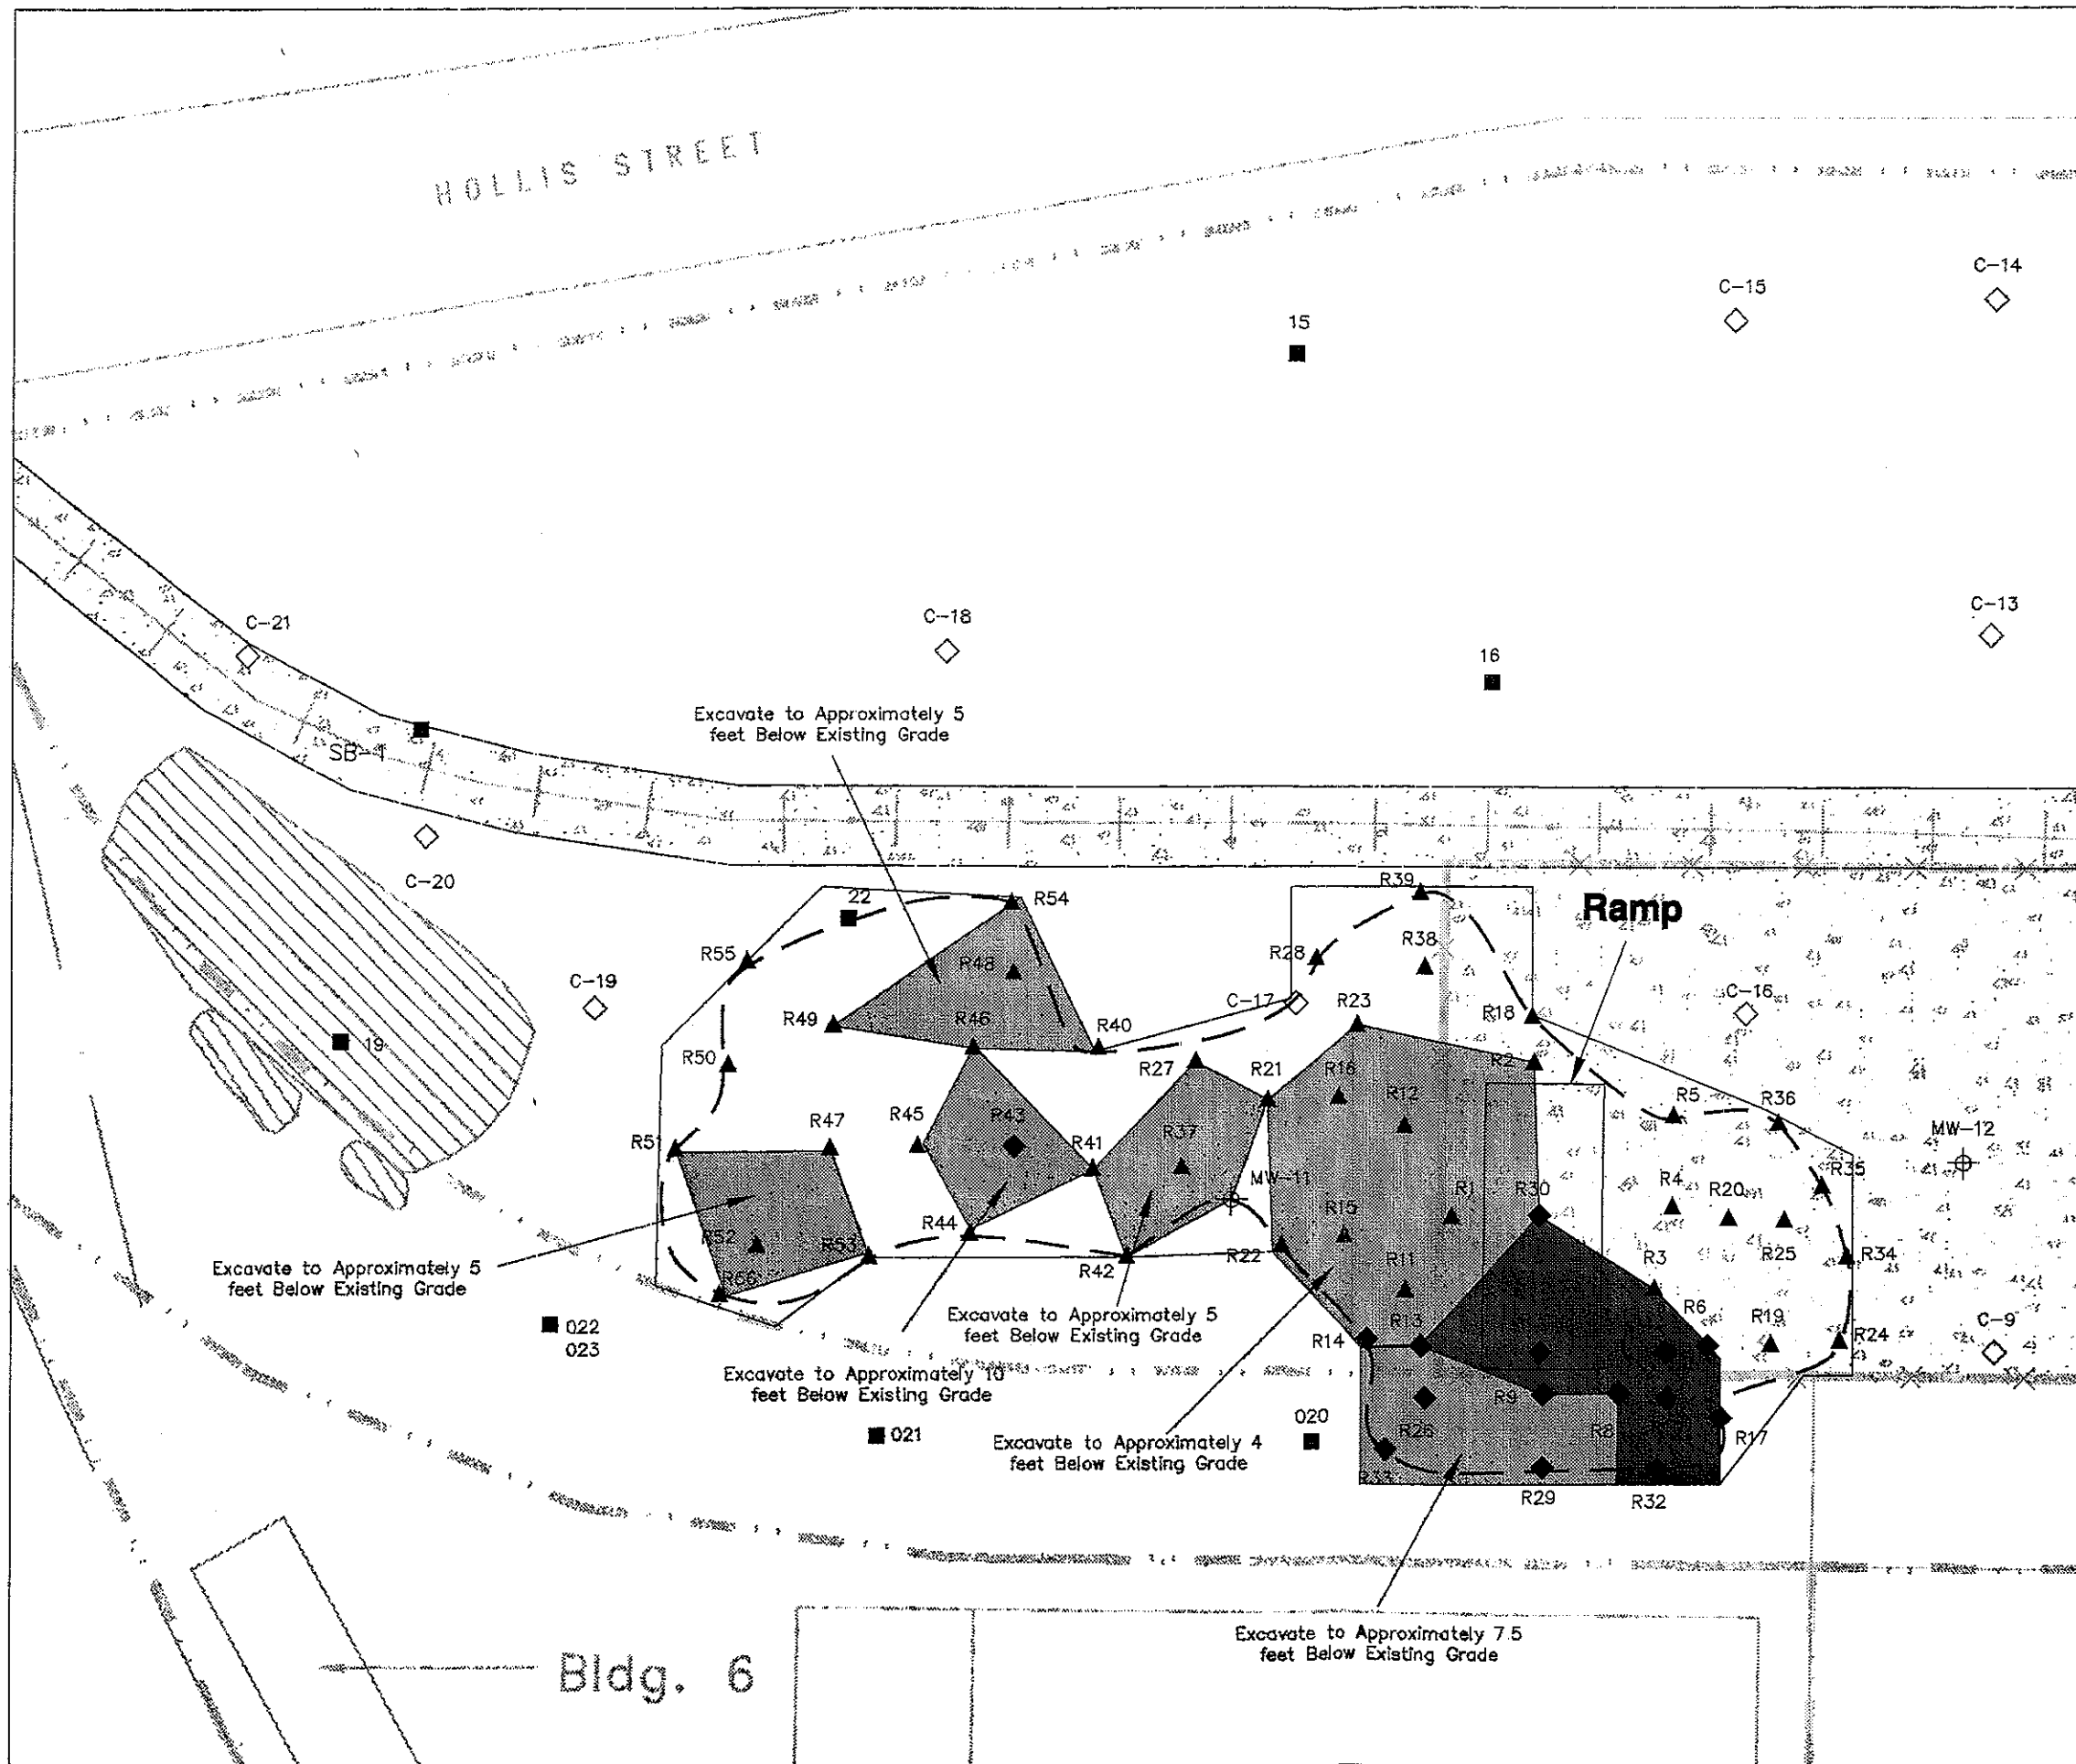 HOLLIS STREET
C-14
C-15
15
C-13
C-18
16
C-21
Excavate to Approximately 5
feet Below Existing Grade
SB-1
C-20
R39
22
R54
Ramp
R55
R38
R28
R48
C-19
C-17
C-16
R23
R49
R46
R40
R18
19
R50
R27
R21
R2
R16
R12
R5
R36
R47
R45
R43
R51
R41
R37
MW-12
MW-11
R35
R4
R20
R30
R1
R44
R15
R52
R53
R42
R22
R3
R25
R34
Excavate to Approximately 5
feet Below Existing Grade
R56
R11
Excavate to Approximately 5
feet Below Existing Grade
R13
R14
R6
R19
R24
C-9
022
023
Excavate to Approximately 10
feet Below Existing Grade
R9
020
R26
R8
R17
021
Excavate to Approximately 4
feet Below Existing Grade
R33
R29
R32
Excavate to Approximately 7.5
feet Below Existing Grade
Bldg. 6